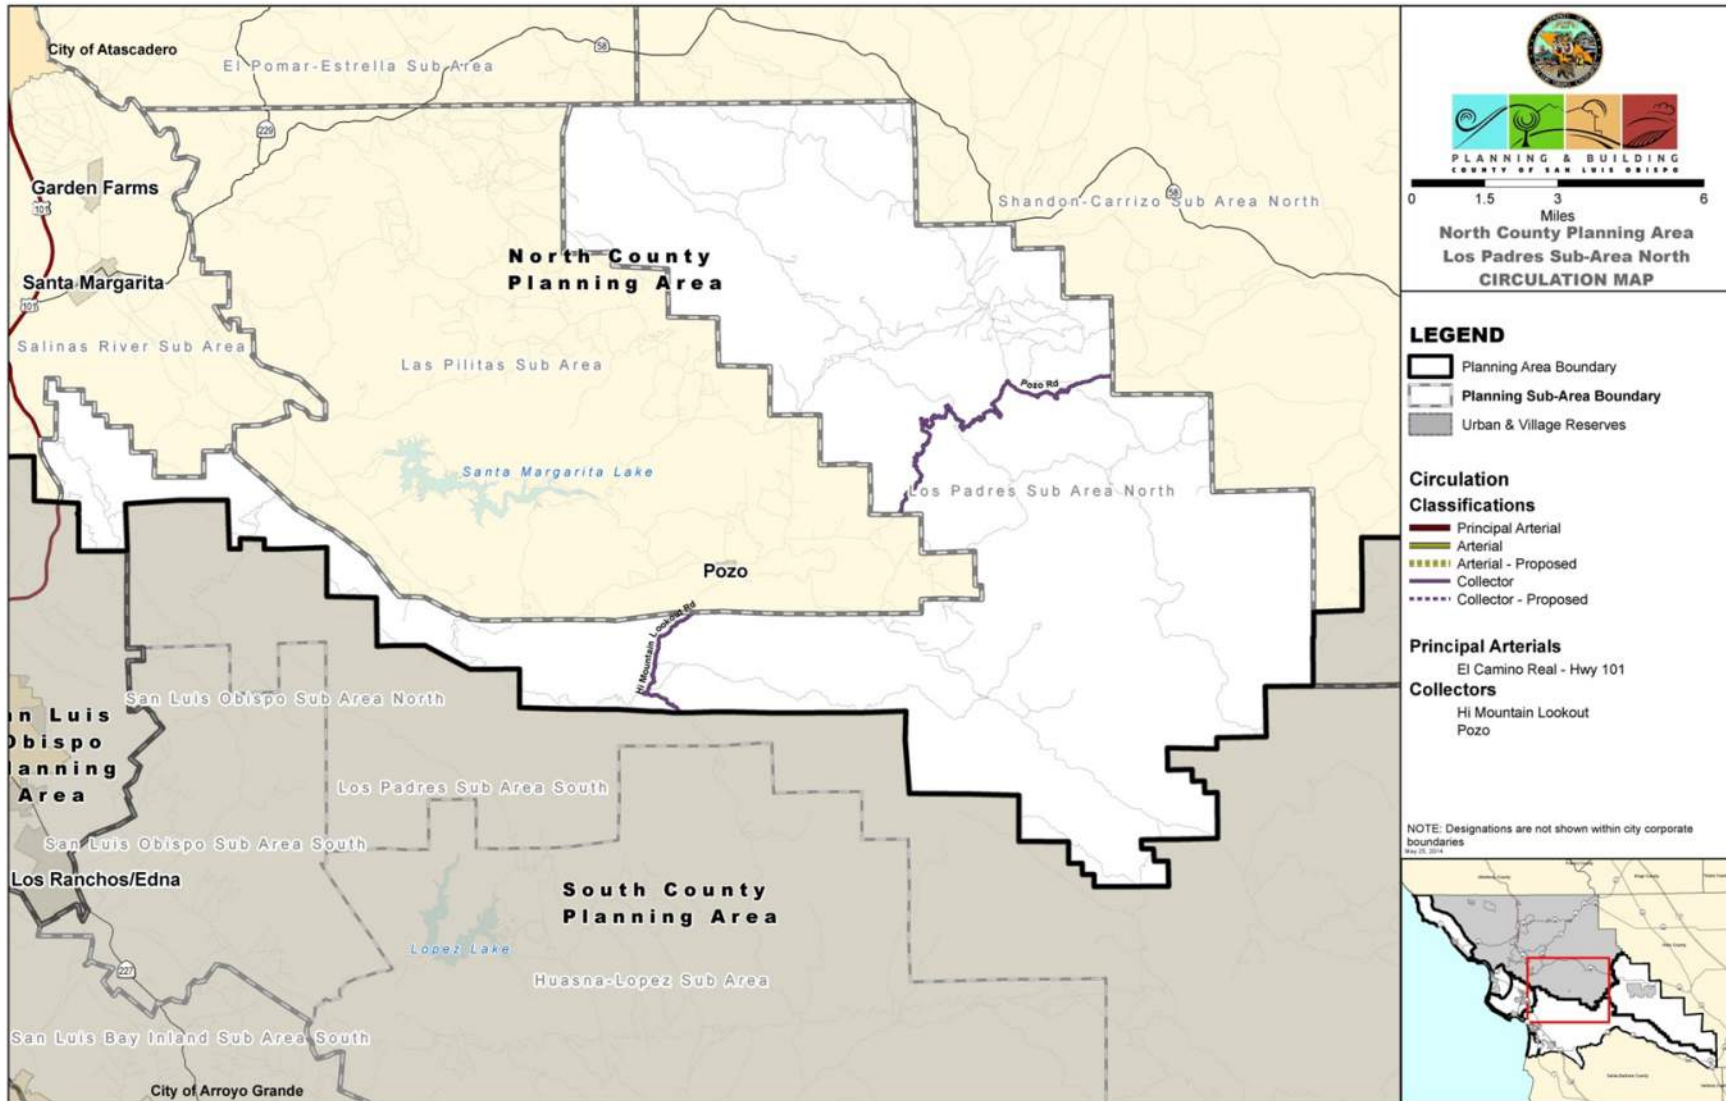 City of Atascadero
El Pomar-Estrella Sub Area
58
229
Garden Farms
101
Shandon-Carrizo Sub Area North
58
North County
Planning Area
Santa Margarita
101
Salinas River Sub Area
Las Pilitas Sub Area
Pozo Rd
Santa Margarita Lake
Los Padres Sub Area North
Pozo
Hi Mountain Lookout Rd
San Luis Obispo Sub Area North
an Luis
Obispo
Planning
Area
Los Padres Sub Area South
San Luis Obispo Sub Area South
Los Ranchos/Edna
South County
Planning Area
Lopez Lake
227
Huasna-Lopez Sub Area
San Luis Bay Inland Sub Area South
City of Arroyo Grande
PLANNING & BUILDING
COUNTY OF SAN LUIS OBISPO
0 1.5 3 6
Miles
North County Planning Area
Los Padres Sub-Area North
CIRCULATION MAP
LEGEND
Planning Area Boundary
Planning Sub-Area Boundary
Urban & Village Reserves
Circulation
Classifications
Principal Arterial
Arterial
Arterial - Proposed
Collector
Collector - Proposed
Principal Arterials
El Camino Real - Hwy 101
Collectors
Hi Mountain Lookout
Pozo
NOTE: Designations are not shown within city corporate
boundaries